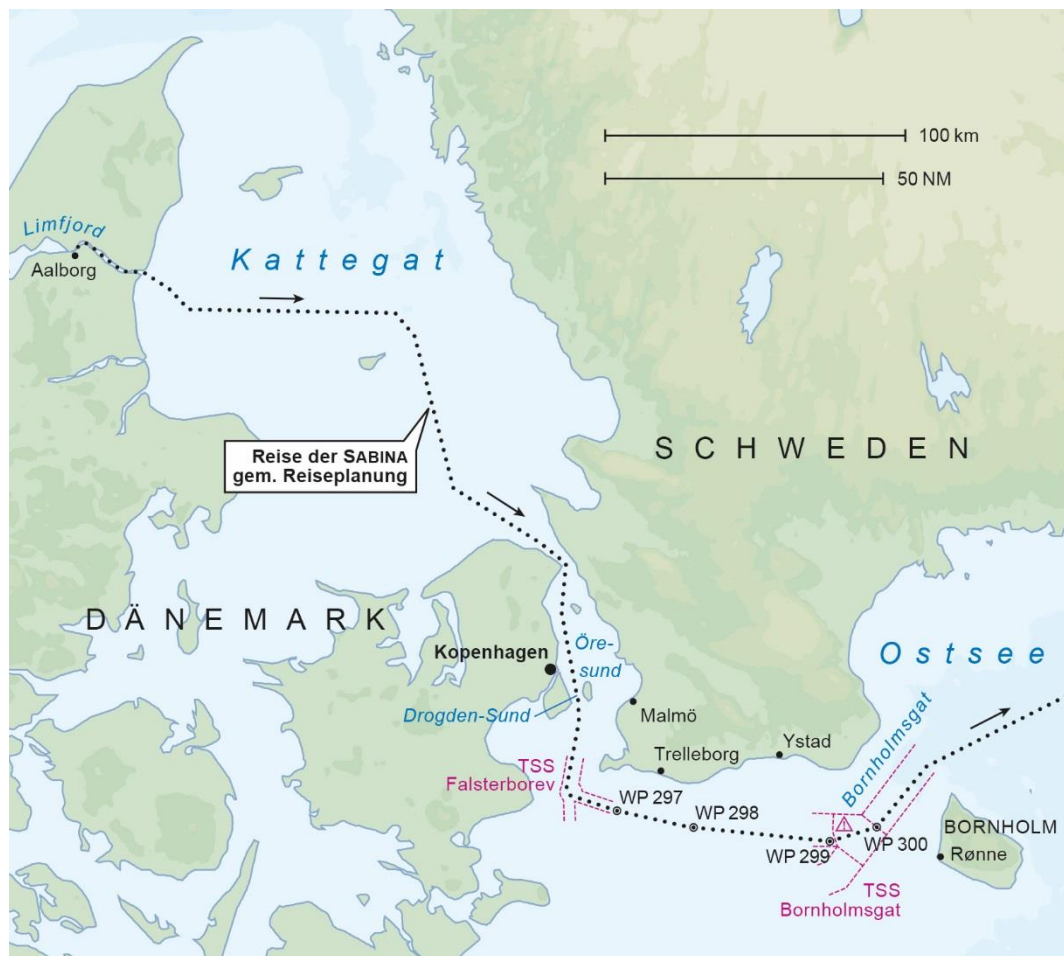 100 km
50 NM
Limfjord
Aalborg
Kattegat
Reise der SABINA
gem. Reiseplanung
SCHWEDEN
DÄNEMARK
Kopenhagen
Öre-
sund
Drogden-Sund
Malmö
Ostsee
Bornholmsgat
Trelleborg
Ystad
TSS
Falsterborev
WP 297
WP 298
WP 299
WP 300
BORNHOLM
Rønne
TSS
Bornholmsgat